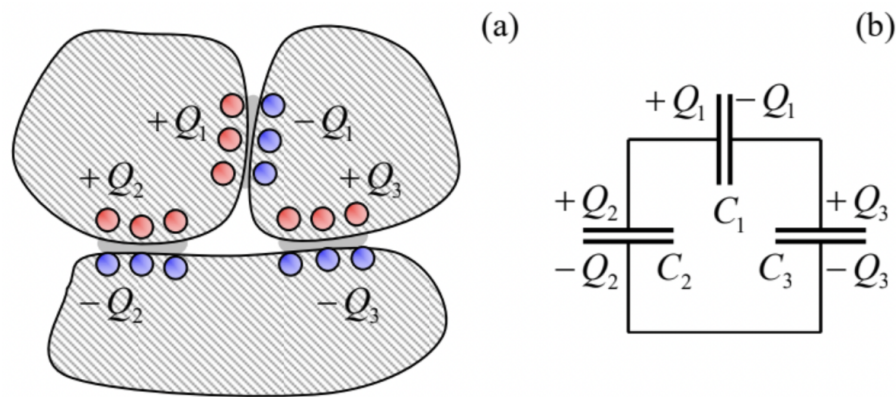 (a)
+Q₁
−Q₁
+Q₂
+Q₃
−Q₂
−Q₃
(b)
+Q₁
−Q₁
+Q₂
C₁
+Q₃
−Q₂
C₂
C₃
−Q₃